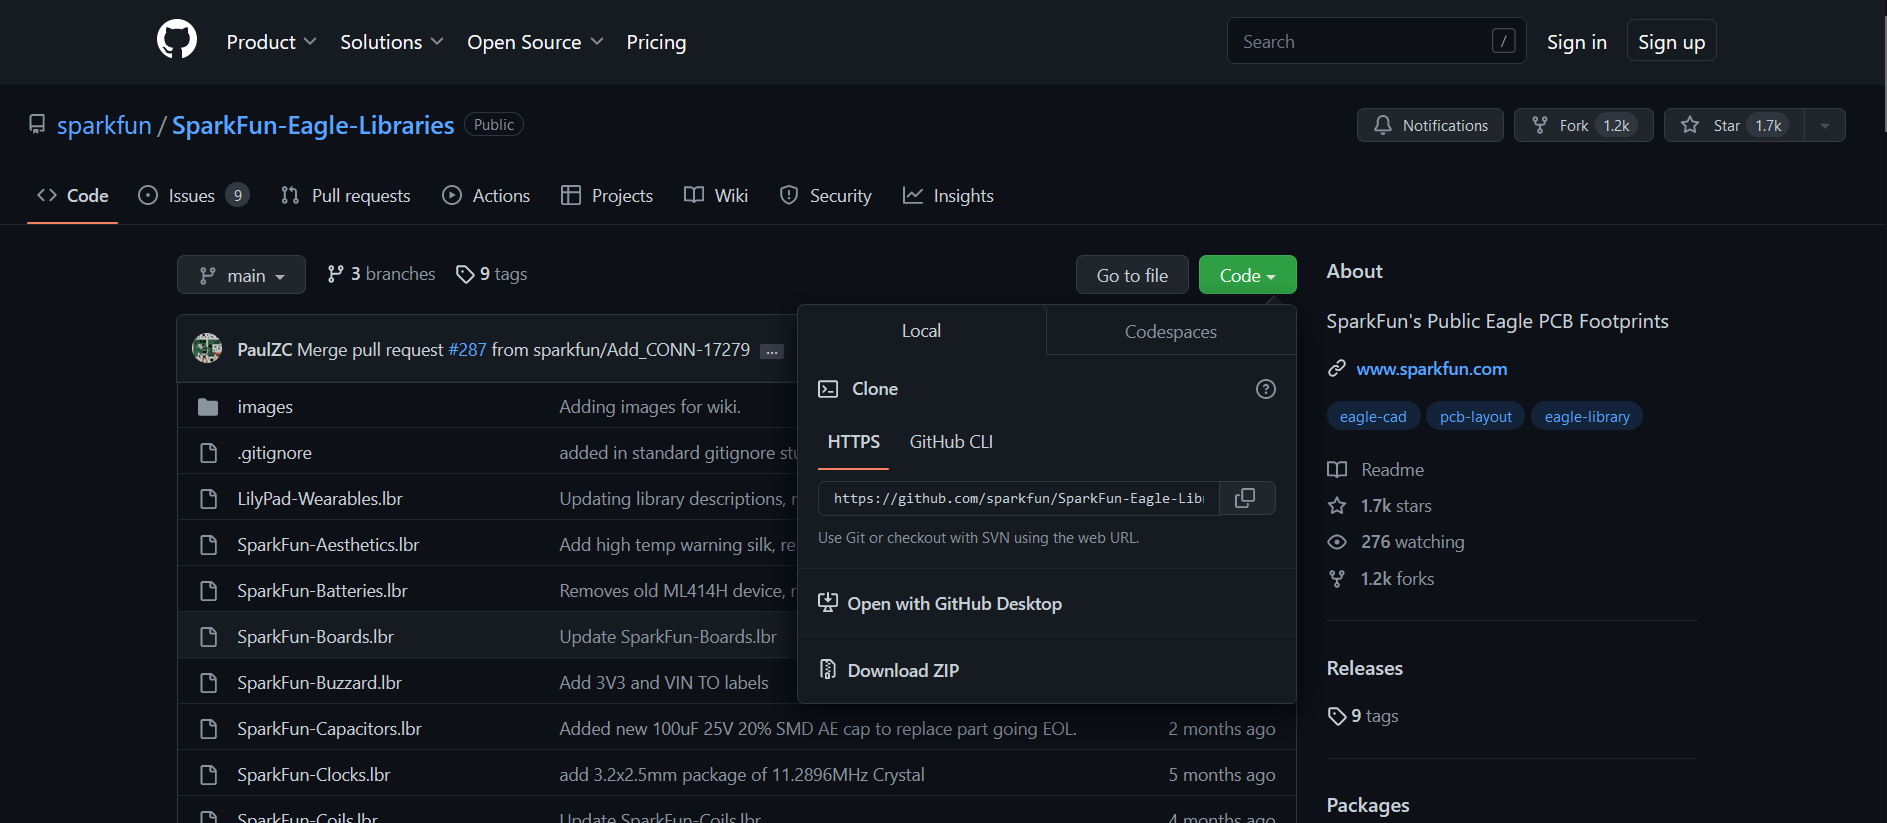 Product Solutions Open Source Pricing Search / Sign in Sign up
sparkfun / SparkFun-Eagle-Libraries Public Notifications Fork 1.2k Star 1.7k
Code Issues 9 Pull requests Actions Projects Wiki Security Insights
main 3 branches 9 tags Go to file Code
PaulZC Merge pull request #287 from sparkfun/Add_CONN-17279 ...
images Adding images for wiki.
.gitignore added in standard gitignore
LilyPad-Wearables.lbr Updating library descriptions,
SparkFun-Aesthetics.lbr Add high temp warning silk,
SparkFun-Batteries.lbr Removes old ML414H device,
SparkFun-Boards.lbr Update SparkFun-Boards.lbr
SparkFun-Buzzard.lbr Add 3V3 and VIN TO labels
SparkFun-Capacitors.lbr Added new 100uF 25V 20% SMD AE cap to replace part going EOL. 2 months ago
SparkFun-Clocks.lbr add 3.2x2.5mm package of 11.2896MHz Crystal 5 months ago
SparkFun-Coils.lbr Update SparkFun-Coils.lbr 4 months ago
Local Codespaces
Clone
HTTPS GitHub CLI
https://github.com/sparkfun/SparkFun-Eagle-Lib
Use Git or checkout with SVN using the web URL.
Open with GitHub Desktop
Download ZIP
About
SparkFun's Public Eagle PCB Footprints
www.sparkfun.com
eagle-cad pcb-layout eagle-library
Readme
1.7k stars
276 watching
1.2k forks
Releases
9 tags
Packages